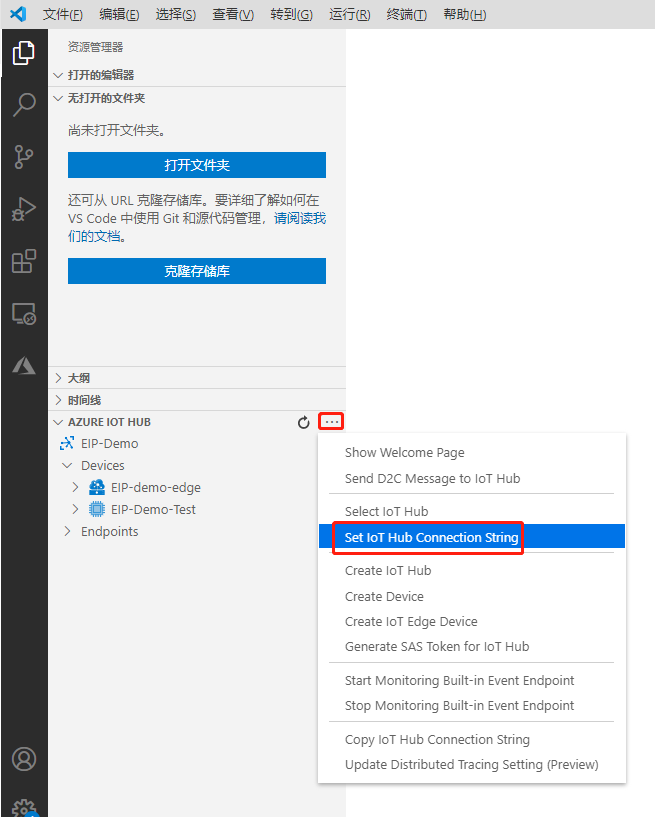 文件(F) 编辑(E) 选择(S) 查看(V) 转到(G) 运行(R) 终端(T) 帮助(H)
资源管理器
打开的编辑器
无打开的文件夹
尚未打开文件夹。
打开文件夹
还可从 URL 克隆存储库。要详细了解如何在
VS Code 中使用 Git 和源代码管理，请阅读我
们的文档。
克隆存储库
大纲
时间线
AZURE IOT HUB
EIP-Demo
Devices
EIP-demo-edge
EIP-Demo-Test
Endpoints
Show Welcome Page
Send D2C Message to IoT Hub
Select IoT Hub
Set IoT Hub Connection String
Create IoT Hub
Create Device
Create IoT Edge Device
Generate SAS Token for IoT Hub
Start Monitoring Built-in Event Endpoint
Stop Monitoring Built-in Event Endpoint
Copy IoT Hub Connection String
Update Distributed Tracing Setting (Preview)